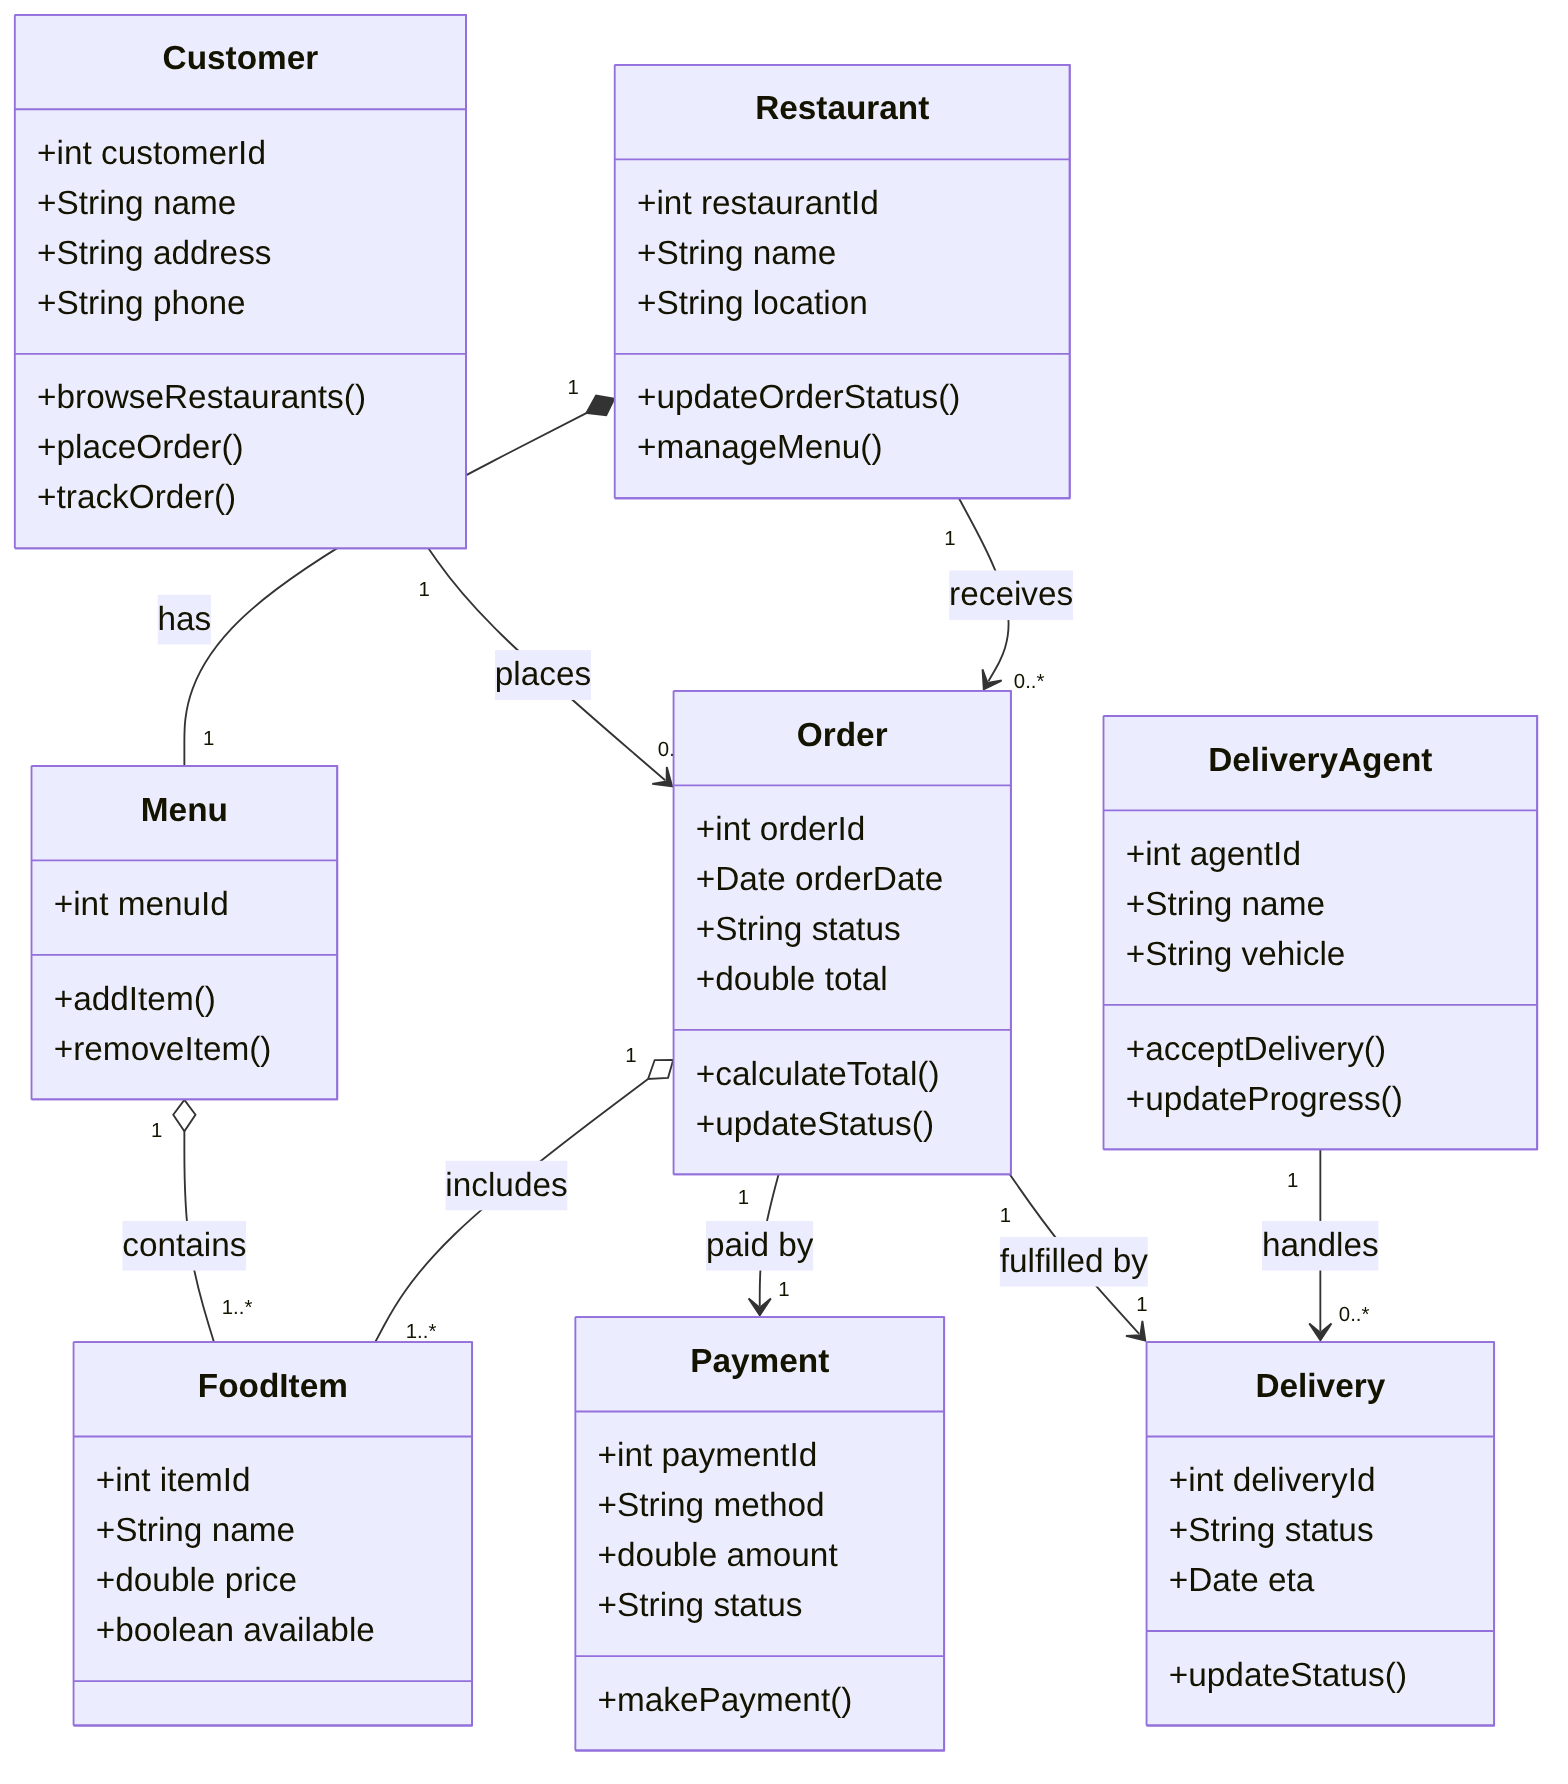 Customer
+int customerId
+String name
+String address
+String phone
+browseRestaurants()
+placeOrder()
+trackOrder()
Restaurant
+int restaurantId
+String name
+String location
+updateOrderStatus()
+manageMenu()
1
1
1
has
receives
places
1
0..
0..*
Menu
+int menuId
+addItem()
+removeItem()
Order
+int orderId
+Date orderDate
+String status
+double total
+calculateTotal()
+updateStatus()
DeliveryAgent
+int agentId
+String name
+String vehicle
+acceptDelivery()
+updateProgress()
1
1
1
1
1
contains
includes
paid by
fulfilled by
handles
1..*
1..*
1
1
0..*
FoodItem
+int itemId
+String name
+double price
+boolean available
Payment
+int paymentId
+String method
+double amount
+String status
+makePayment()
Delivery
+int deliveryId
+String status
+Date eta
+updateStatus()